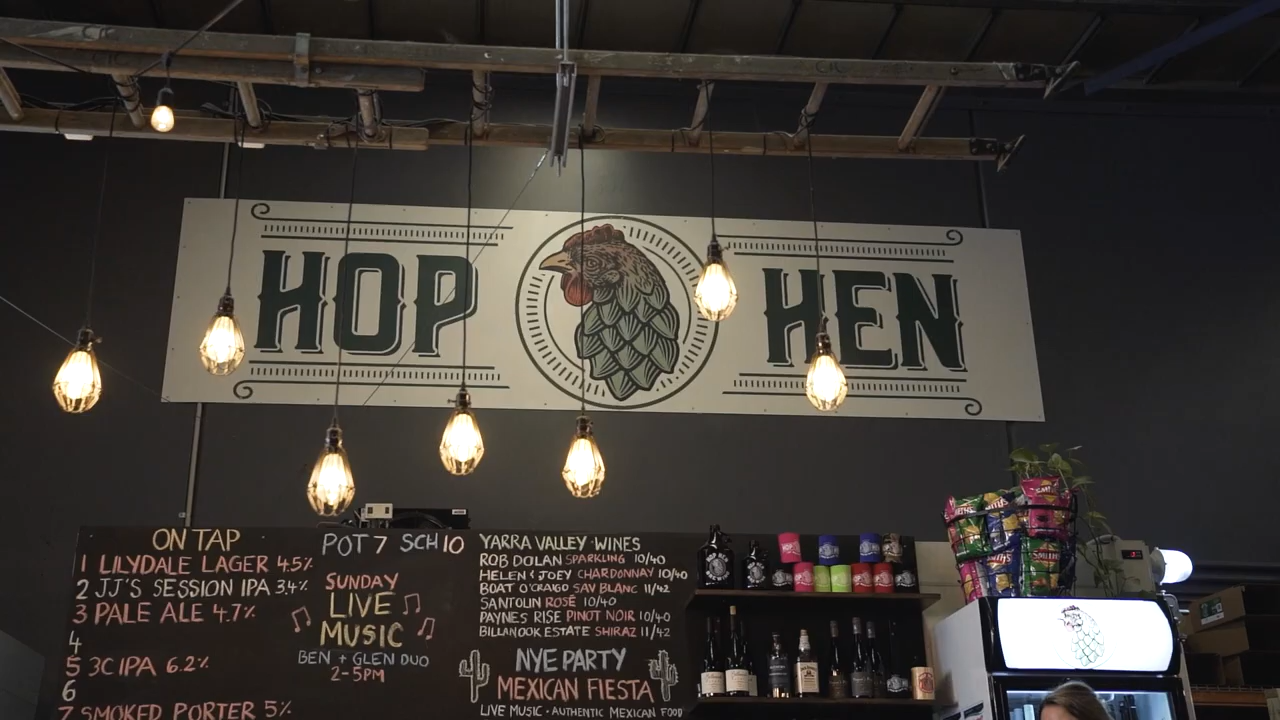 HOP HEN
ON TAP
1 LILYDALE LAGER 4.5%
2 JJ'S SESSION IPA 3.4%
3 PALE ALE 4.7%
4
5 3C IPA 6.2%
6
7 SMOKED PORTER 5%
POT 7 SCH 10
SUNDAY
LIVE
MUSIC
BEN + GLEN DUO
2-5PM
YARRA VALLEY WINES
ROB DOLAN SPARKLING 10/40
HELEN & JOEY CHARDONNAY 10/40
BOAT O'CRAIGO SAV BLANC 11/42
SANTOLIN ROSÉ 10/40
PAYNES RISE PINOT NOIR 10/40
BILLANOOK ESTATE SHIRAZ 11/42
NYE PARTY
MEXICAN FIESTA
LIVE MUSIC · AUTHENTIC MEXICAN FOOD